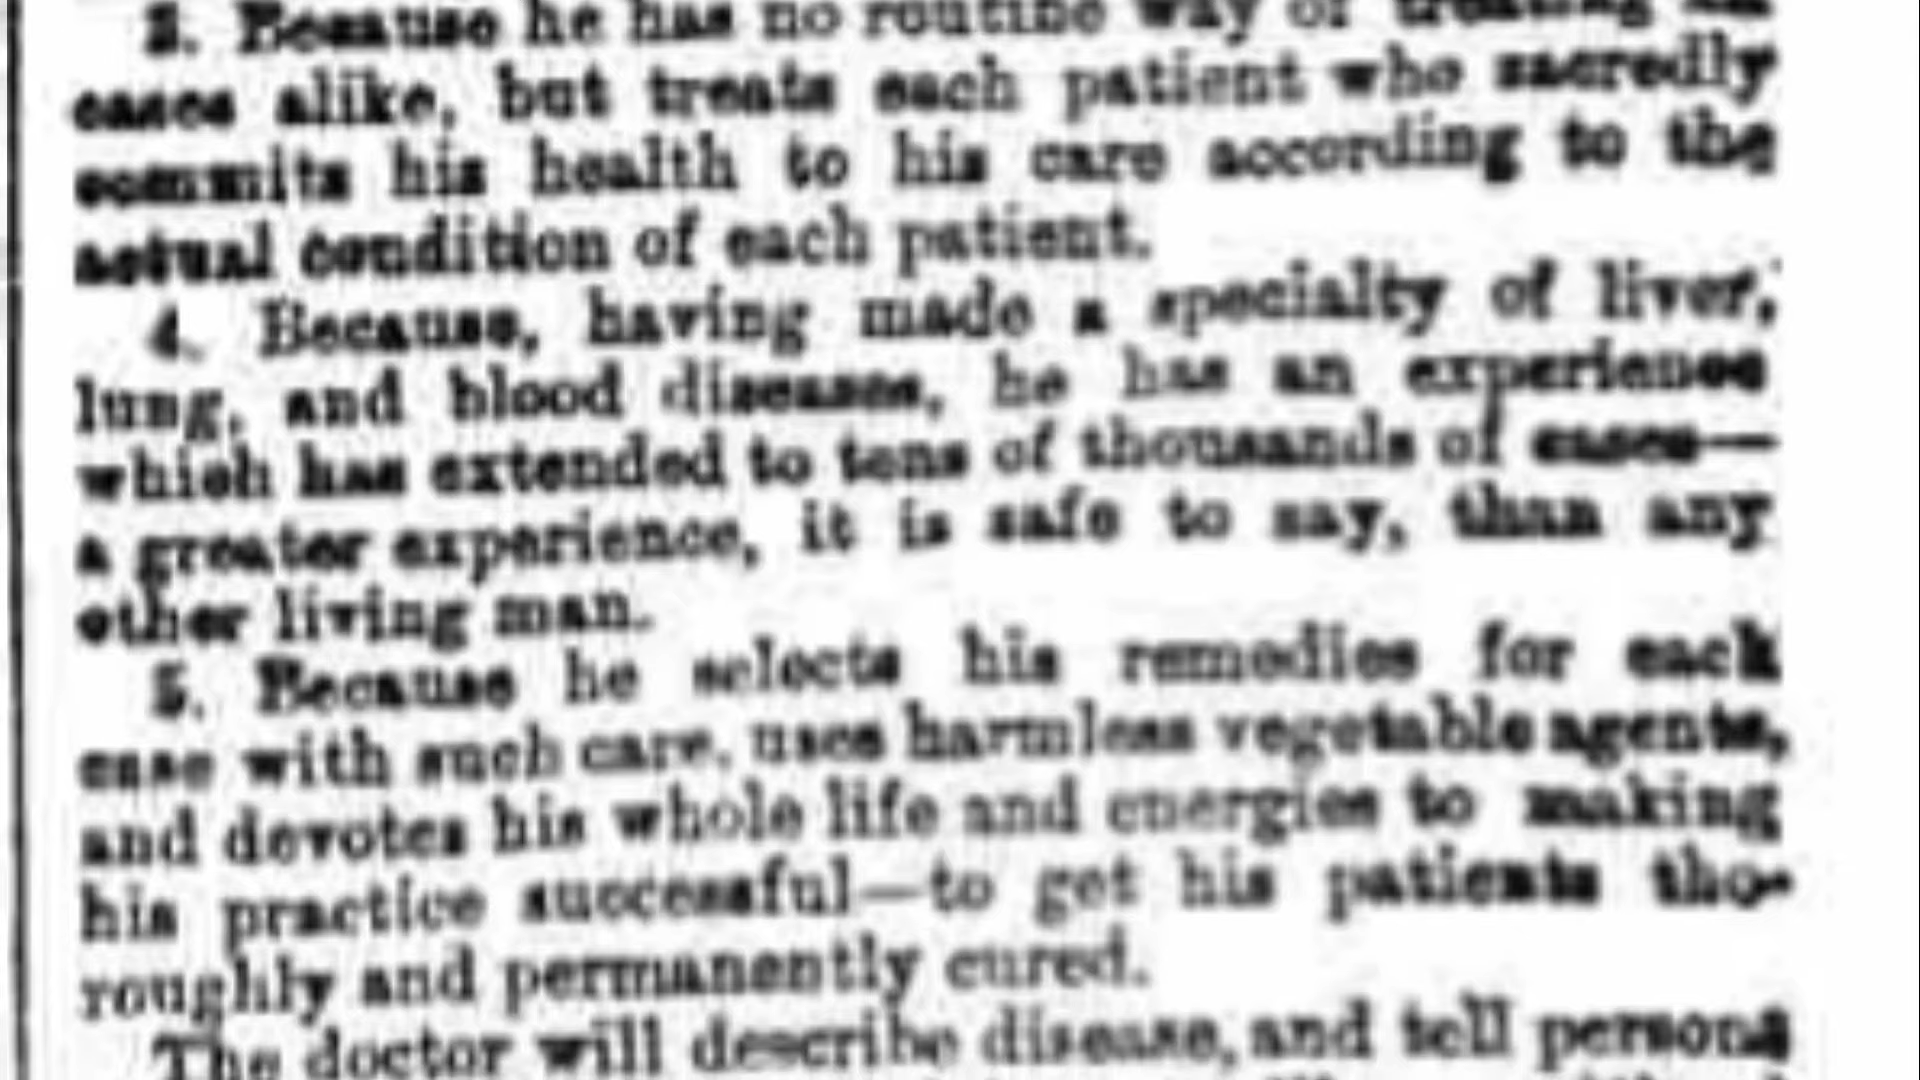 3. Because he has no routine way of treating all
cases alike, but treats each patient who sacredly
commits his health to his care according to the
actual condition of each patient.
4. Because, having made a specialty of liver,
lung, and blood diseases, he has an experience
which has extended to tens of thousands of cases—
a greater experience, it is safe to say, than any
other living man.
5. Because he selects his remedies for each
case with such care, uses harmless vegetable agents,
and devotes his whole life and energies to making
his practice successful—to get his patients tho-
roughly and permanently cured.
The doctor will describe disease, and tell persons